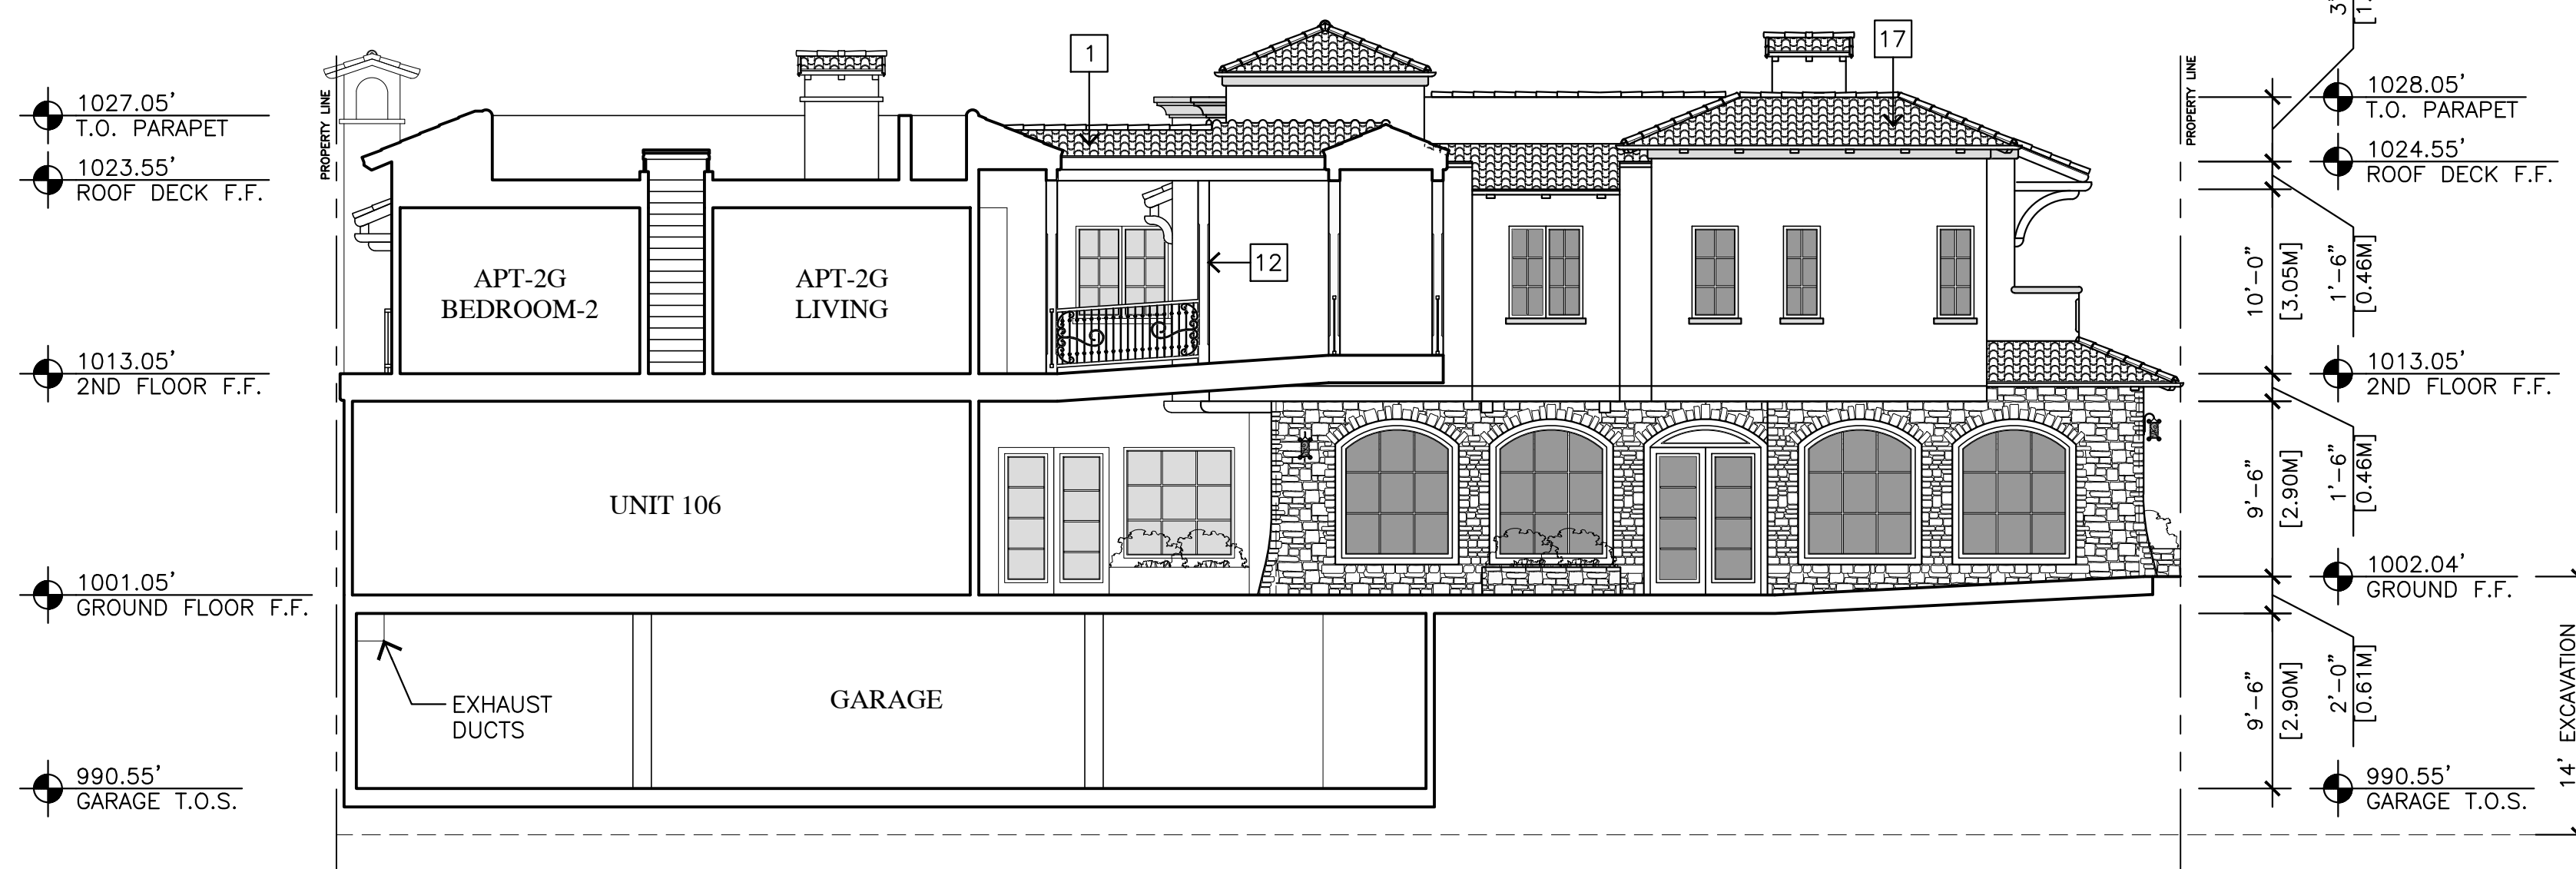 1027.05'
T.O. PARAPET
1023.55'
ROOF DECK F.F.
1013.05'
2ND FLOOR F.F.
1001.05'
GROUND FLOOR F.F.
990.55'
GARAGE T.O.S.
PROPERTY LINE
1
17
12
APT-2G
BEDROOM-2
APT-2G
LIVING
UNIT 106
GARAGE
EXHAUST
DUCTS
PROPERTY LINE
10'-0"
[3.05M]
1'-6"
[0.46M]
9'-6"
[2.90M]
1'-6"
[0.46M]
9'-6"
[2.90M]
2'-0"
[0.61M]
1028.05'
T.O. PARAPET
1024.55'
ROOF DECK F.F.
1013.05'
2ND FLOOR F.F.
1002.04'
GROUND F.F.
990.55'
GARAGE T.O.S.
14' EXCAVATION